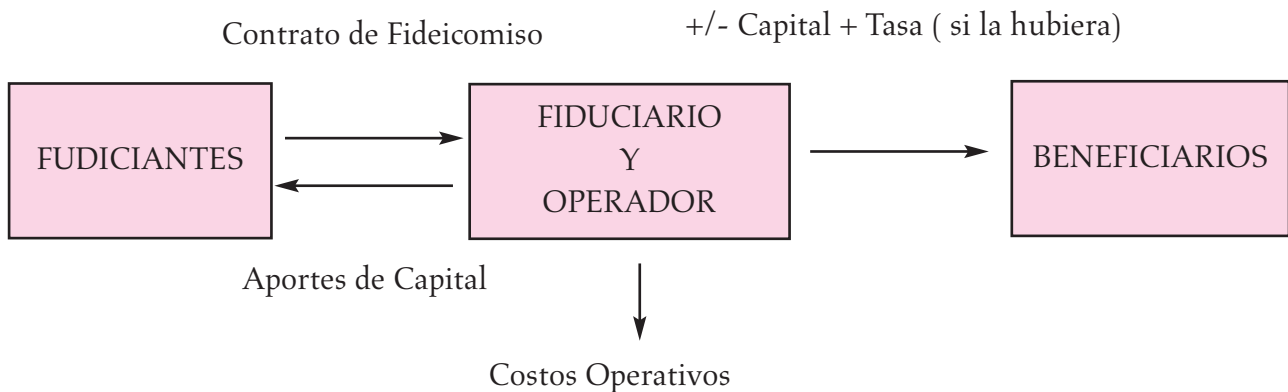 Contrato de Fideicomiso
+/- Capital + Tasa ( si la hubiera)
FUDICIANTES
FIDUCIARIO
Y
OPERADOR
BENEFICIARIOS
Aportes de Capital
Costos Operativos